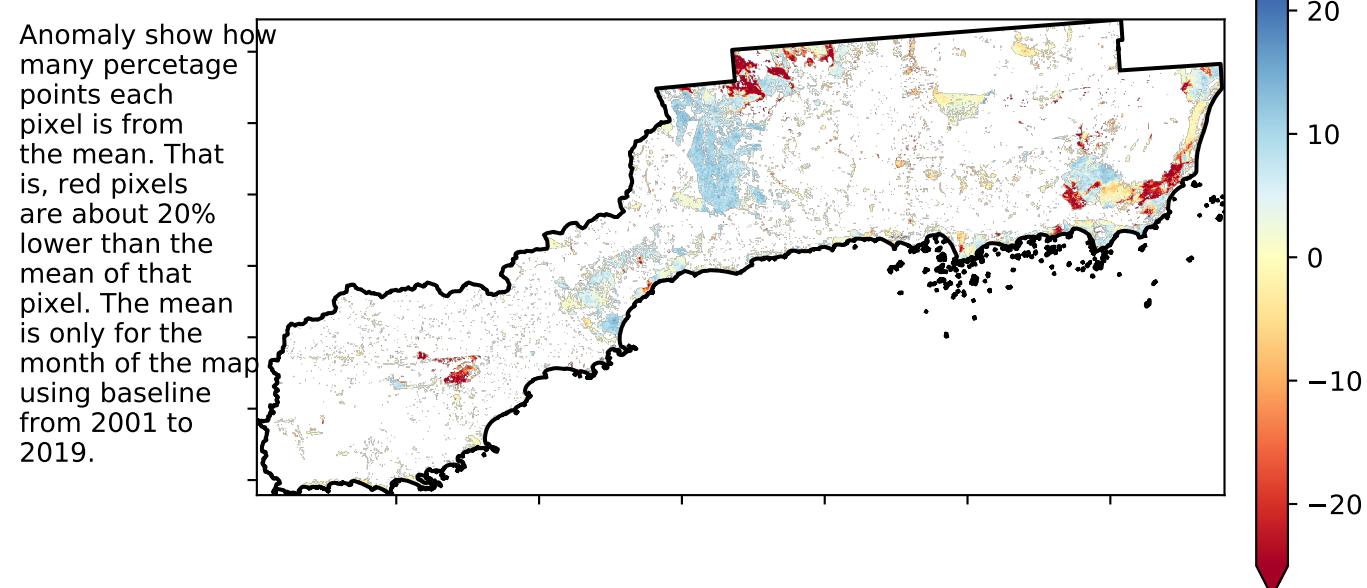 Anomaly show how
many percetage
points each
pixel is from
the mean. That
is, red pixels
are about 20%
lower than the
mean of that
pixel. The mean
is only for the
month of the map
using baseline
from 2001 to
2019.
20
10
0
−10
−20